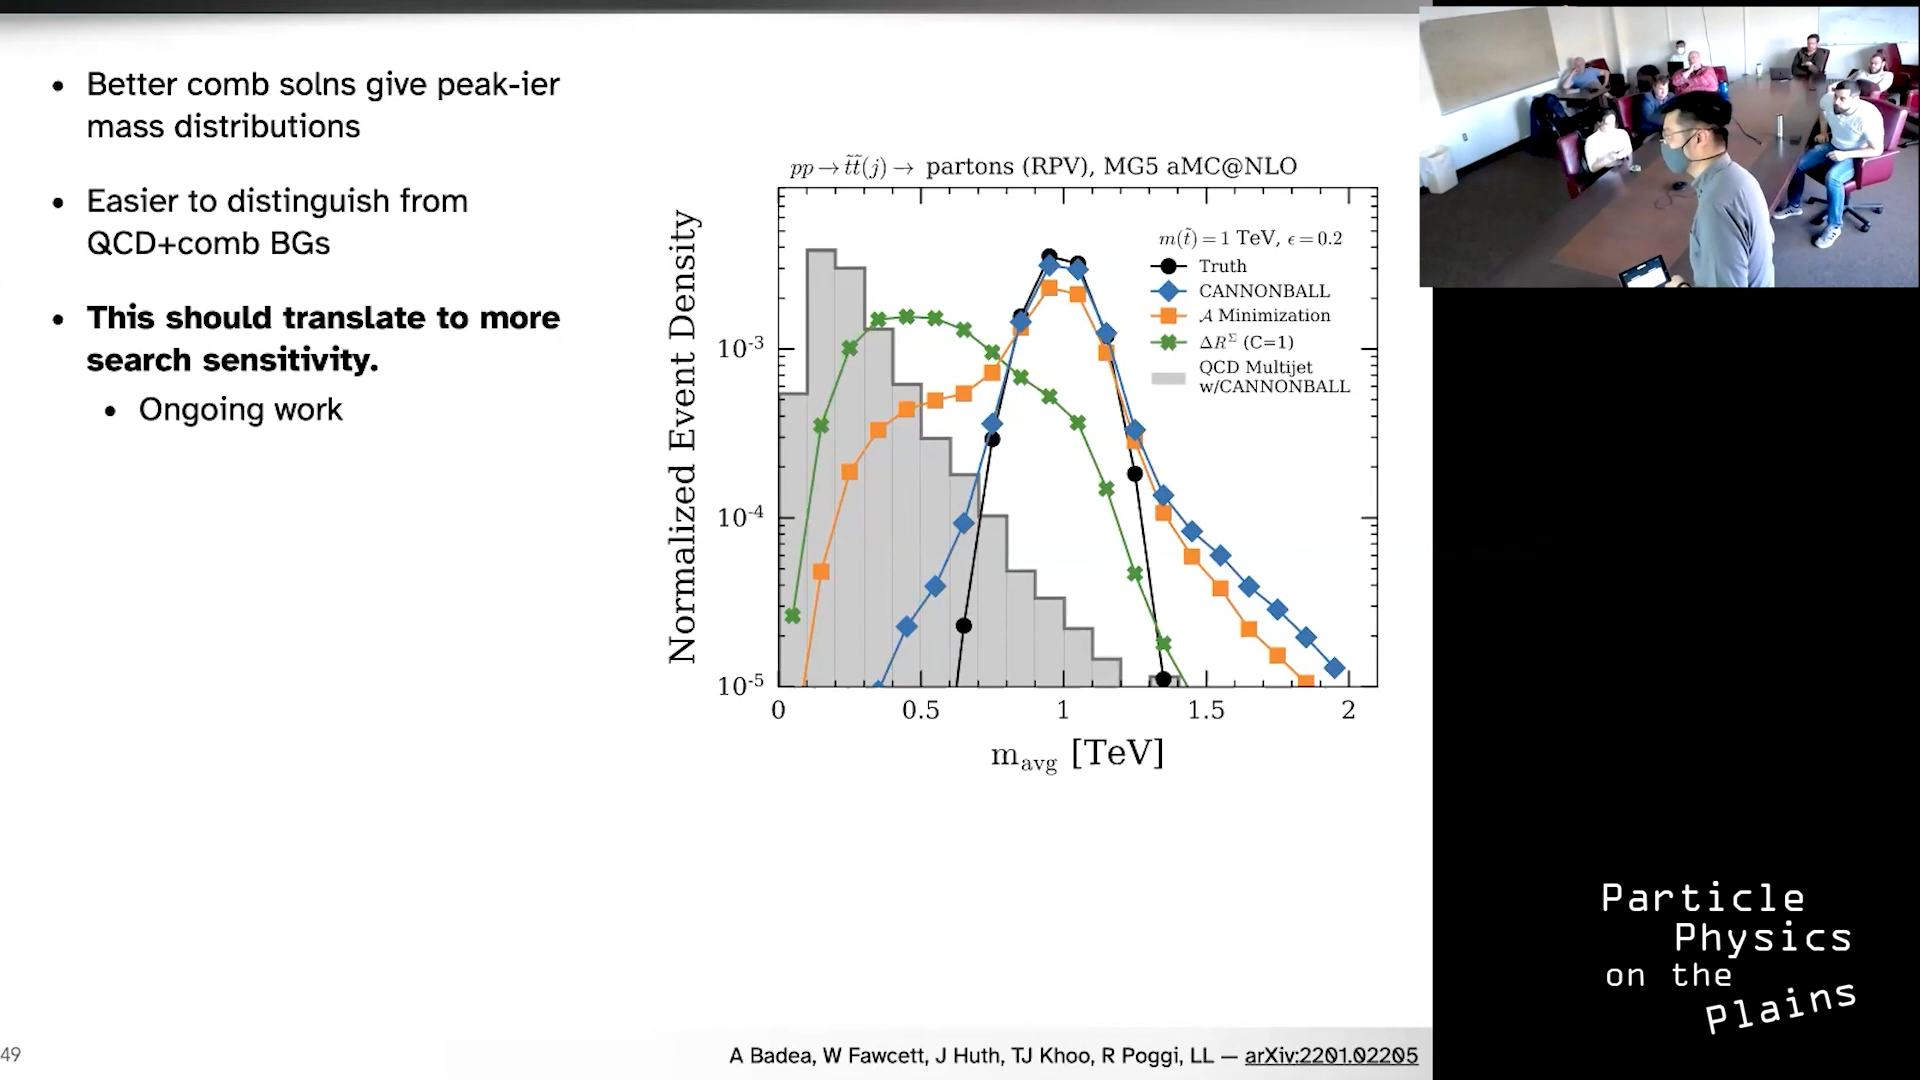 • Better comb solns give peak-ier
mass distributions
• Easier to distinguish from
QCD+comb BGs
• This should translate to more
search sensitivity.
• Ongoing work
pp → t̃t̃(j) → partons (RPV), MG5 aMC@NLO
Normalized Event Density
10⁻³
10⁻⁴
10⁻⁵
m(t̃) = 1 TeV, ϵ = 0.2
Truth
CANNONBALL
𝒜 Minimization
ΔR^Σ (C=1)
QCD Multijet
w/CANNONBALL
0 0.5 1 1.5 2
m_avg [TeV]
49
A Badea, W Fawcett, J Huth, TJ Khoo, R Poggi, LL — arXiv:2201.02205
Particle
Physics
on the
Plains